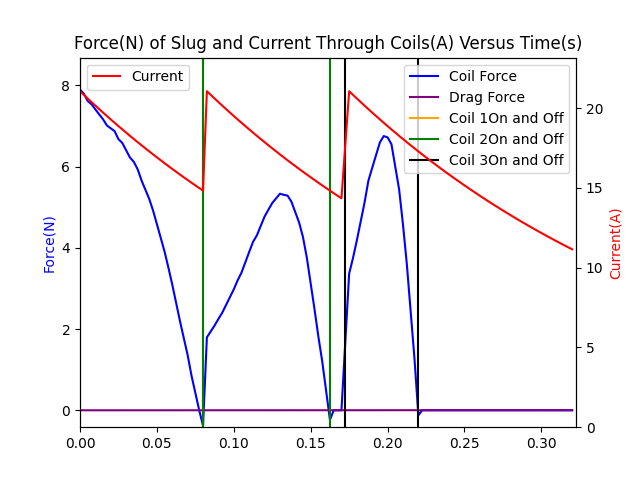 Force(N) of Slug and Current Through Coils(A) Versus Time(s)
Current
Coil Force
Drag Force
Coil 1On and Off
Coil 2On and Off
Coil 3On and Off
Force(N)
8
6
4
2
0
Current(A)
20
15
10
5
0
0.00 0.05 0.10 0.15 0.20 0.25 0.30